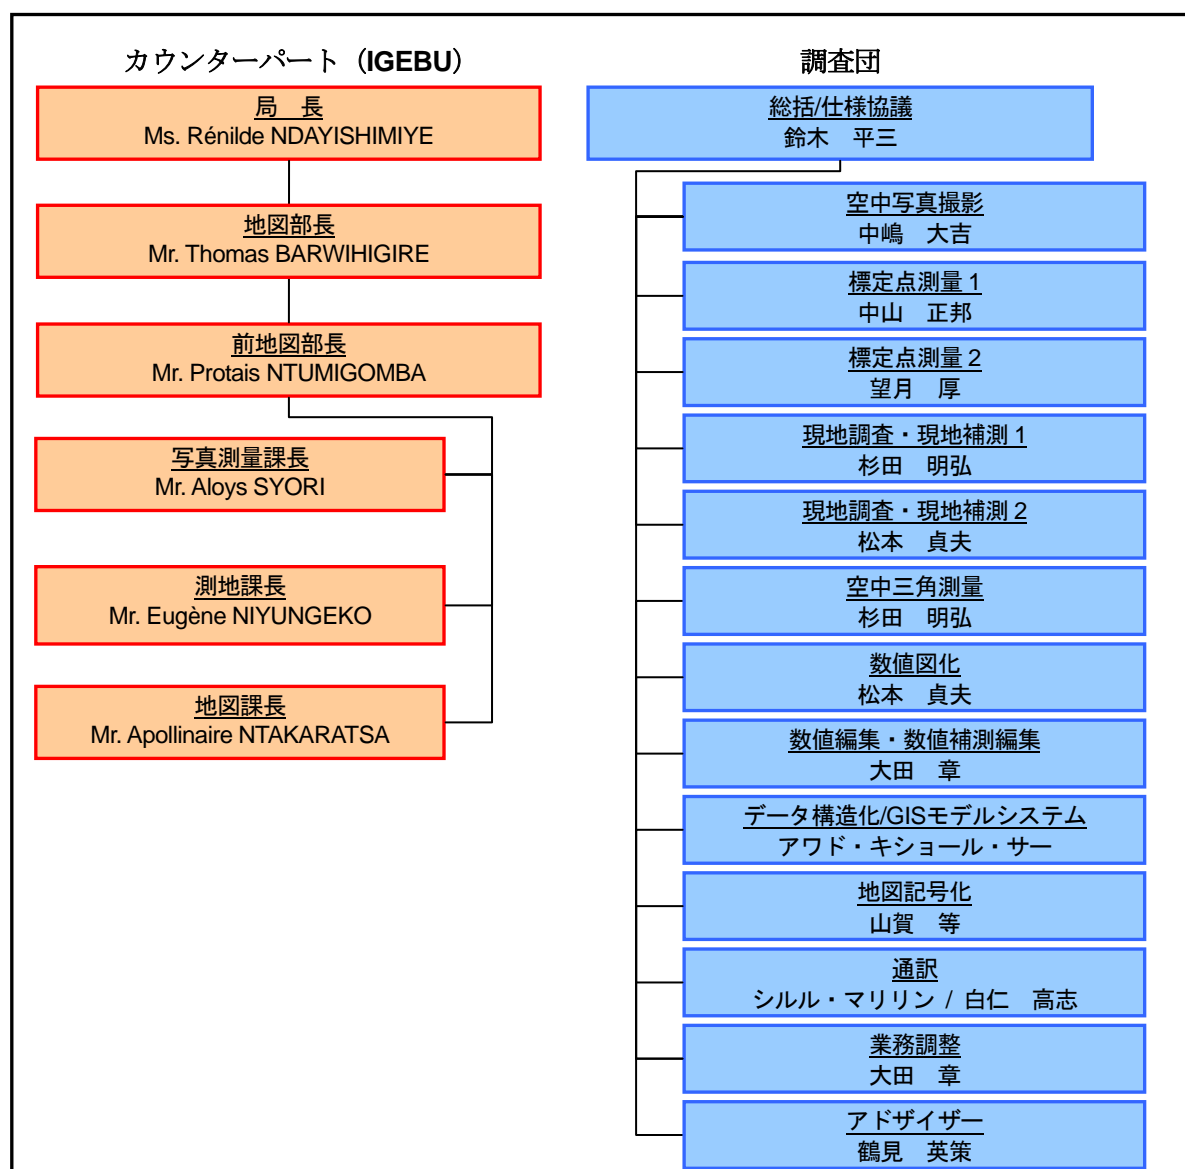 カウンターパート（IGEBU）
局　長
Ms. Rénilde NDAYISHIMIYE
地図部長
Mr. Thomas BARWIHIGIRE
前地図部長
Mr. Protais NTUMIGOMBA
写真測量課長
Mr. Aloys SYORI
測地課長
Mr. Eugène NIYUNGEKO
地図課長
Mr. Apollinaire NTAKARATSA
調査団
総括/仕様協議
鈴木　平三
空中写真撮影
中嶋　大吉
標定点測量 1
中山　正邦
標定点測量 2
望月　厚
現地調査・現地補測 1
杉田　明弘
現地調査・現地補測 2
松本　貞夫
空中三角測量
杉田　明弘
数値図化
松本　貞夫
数値編集・数値補測編集
大田　章
データ構造化/GISモデルシステム
アワド・キショール・サー
地図記号化
山賀　等
通訳
シルル・マリリン / 白仁　高志
業務調整
大田　章
アドザイザー
鶴見　英策